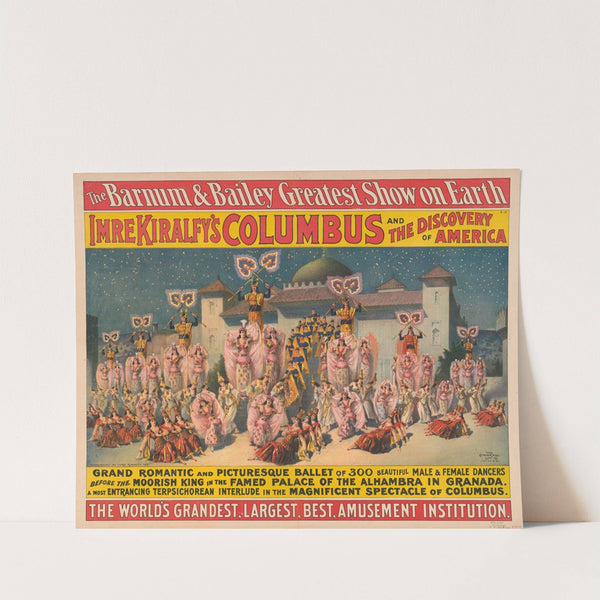 The Barnum & Bailey Greatest Show on Earth
IMRE KIRALFY'S COLUMBUS AND THE DISCOVERY OF AMERICA
GRAND ROMANTIC AND PICTURESQUE BALLET OF 300 BEAUTIFUL MALE & FEMALE DANCERS
BEFORE THE MOORISH KING IN THE FAMED PALACE OF THE ALHAMBRA IN GRANADA.
A MOST ENTRANCING TERPSICHOREAN INTERLUDE IN THE MAGNIFICENT SPECTACLE OF COLUMBUS.
THE WORLD'S GRANDEST, LARGEST, BEST, AMUSEMENT INSTITUTION.